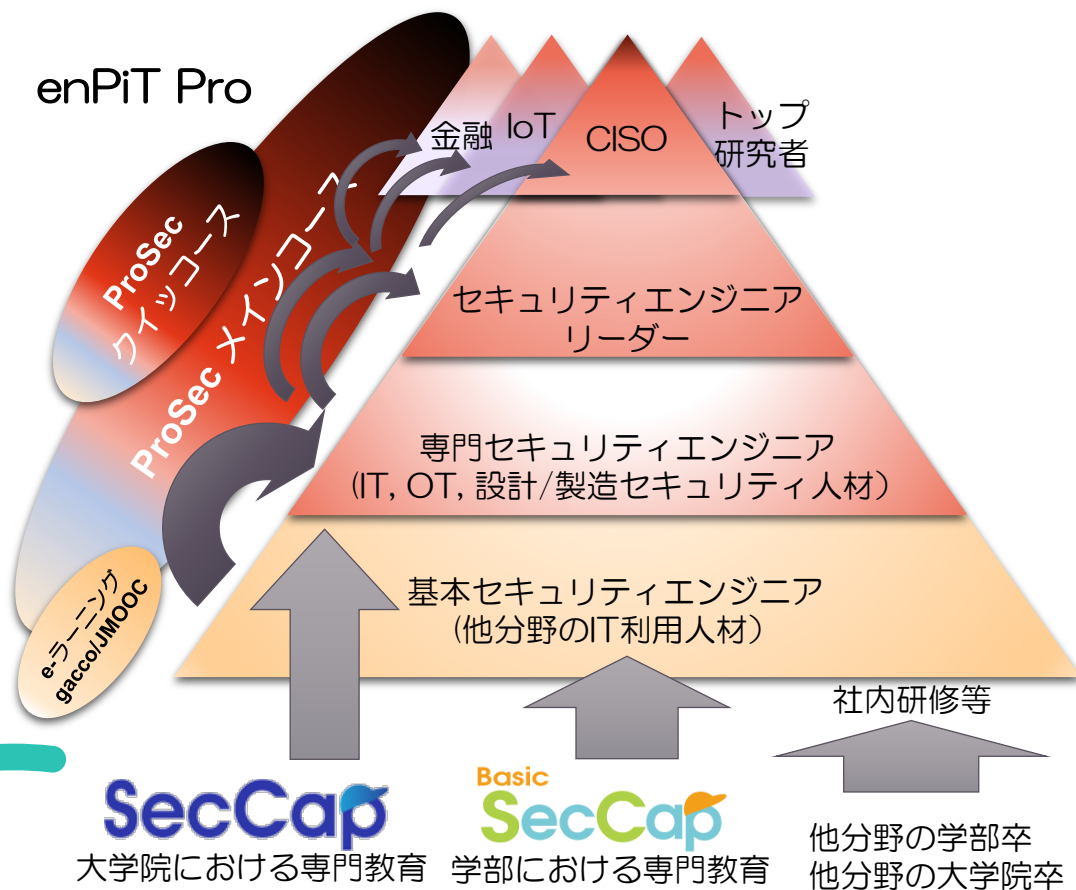 enPiT Pro
金融
IoT
CISO
トップ
研究者
ProSec
クイッコース
ProSec メインコース
セキュリティエンジニア
リーダー
専門セキュリティエンジニア
(IT, OT, 設計/製造セキュリティ人材）
e-ラーニング
gacco/JMOOC
基本セキュリティエンジニア
(他分野のIT利用人材）
社内研修等
SecCap
大学院における専門教育
Basic
SecCap
学部における専門教育
他分野の学部卒
他分野の大学院卒